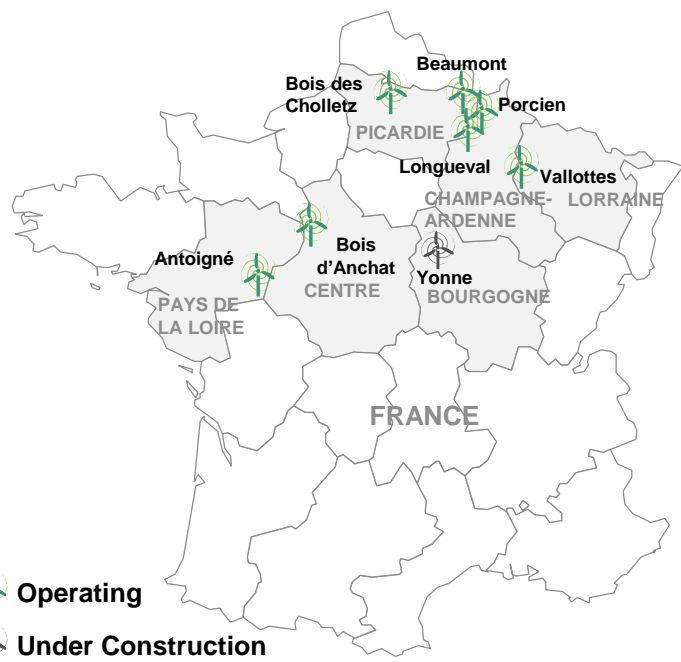 Beaumont
Bois des
Cholletz
Porcien
PICARDIE
Longueval
Vallottes
CHAMPAGNE-
ARDENNE
LORRAINE
Antoigné
Bois
d'Anchat
CENTRE
Yonne
BOURGOGNE
PAYS DE
LA LOIRE
FRANCE
Operating
Under Construction